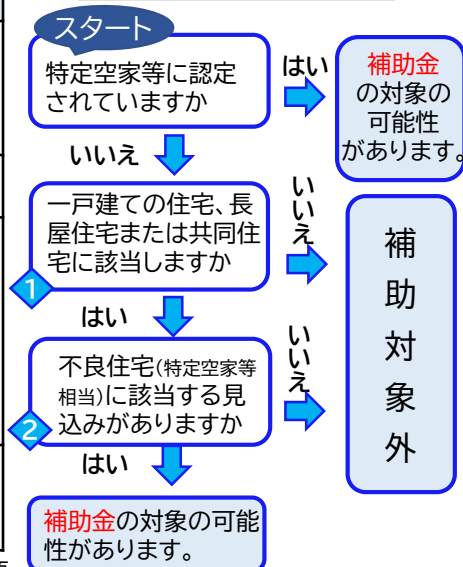 スタート
特定空家等に認定
されていますか
はい
補助金
の対象の
可能性
があります。
いいえ
一戸建ての住宅、長
屋住宅または共同住
宅に該当しますか
1
いいえ
補助対象外
はい
不良住宅(特定空家等
相当)に該当する見
込みがありますか
2
いいえ
はい
補助金の対象の可能
性があります。